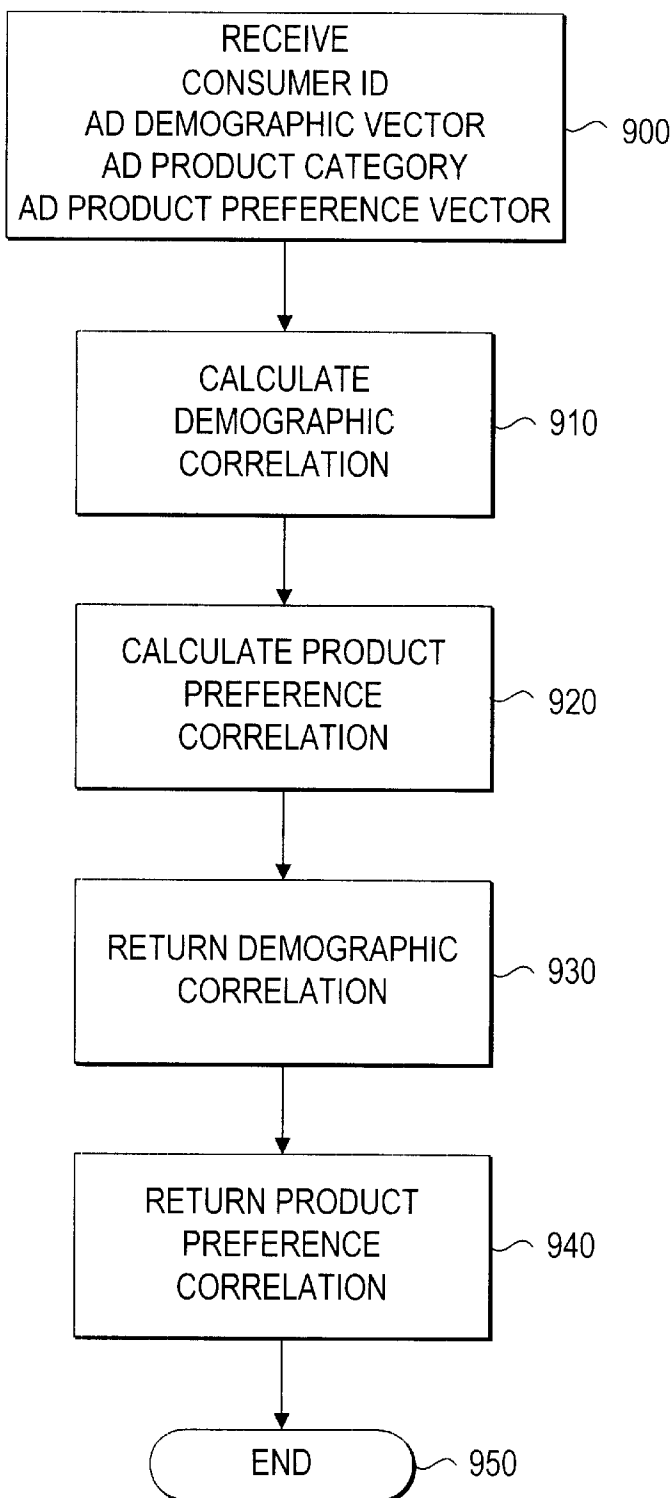 RECEIVE
CONSUMER ID
AD DEMOGRAPHIC VECTOR
AD PRODUCT CATEGORY
AD PRODUCT PREFERENCE VECTOR
900
CALCULATE
DEMOGRAPHIC
CORRELATION
910
CALCULATE PRODUCT
PREFERENCE
CORRELATION
920
RETURN DEMOGRAPHIC
CORRELATION
930
RETURN PRODUCT
PREFERENCE
CORRELATION
940
END
950